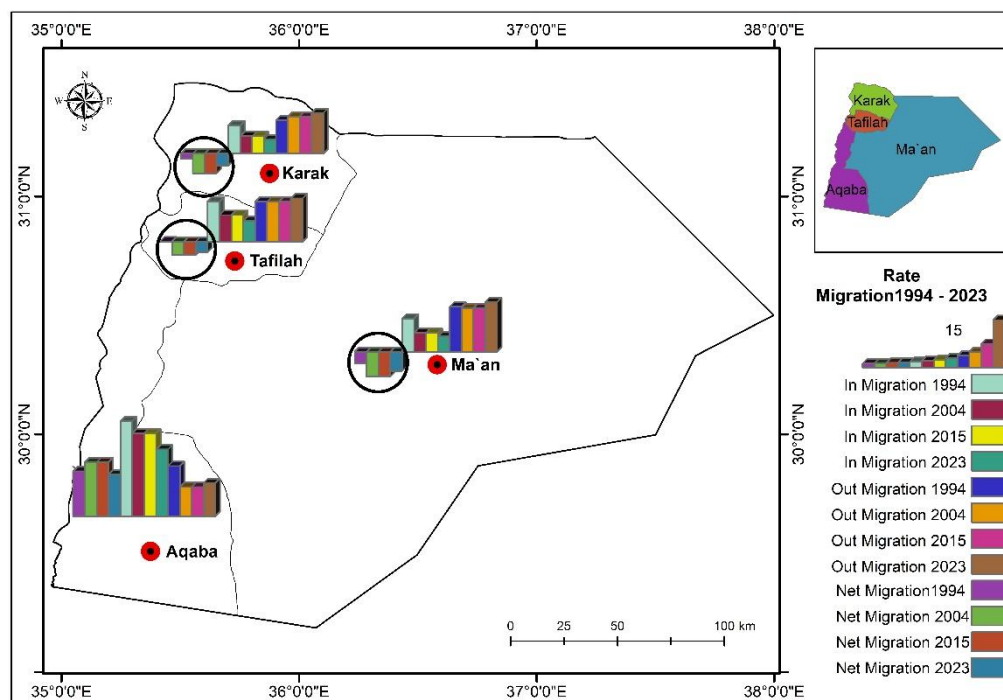 35°0'0"E 36°0'0"E 37°0'0"E 38°0'0"E
N
W E
S
31°0'0"N
30°0'0"N
Karak
Tafilah
Ma`an
Aqaba
0 25 50 100 km
31°0'0"N
30°0'0"N
35°0'0"E 36°0'0"E 37°0'0"E 38°0'0"E
Karak
Tafilah
Ma`an
Aqaba
Rate
Migration1994 - 2023
15
In Migration 1994
In Migration 2004
In Migration 2015
In Migration 2023
Out Migration 1994
Out Migration 2004
Out Migration 2015
Out Migration 2023
Net Migration1994
Net Migration 2004
Net Migration 2015
Net Migration 2023